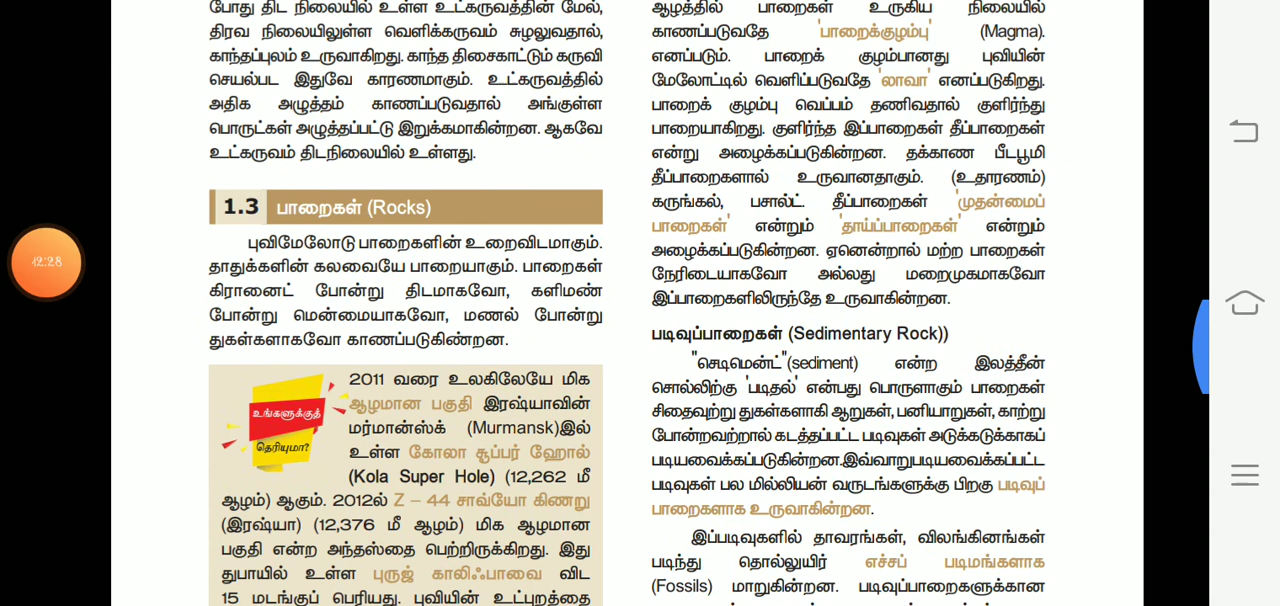 போது திட நிலையில் உள்ள உட்கருவத்தின் மேல்,
திரவ நிலையிலுள்ள வெளிக்கருவம் சுழலுவதால்,
காந்தப்புலம் உருவாகிறது. காந்த திசைகாட்டும் கருவி
செயல்பட இதுவே காரணமாகும். உட்கருவத்தில்
அதிக அழுத்தம் காணப்படுவதால் அங்குள்ள
பொருட்கள் அழுத்தப்பட்டு இறுக்கமாகின்றன. ஆகவே
உட்கருவம் திடநிலையில் உள்ளது.
1.3 பாறைகள் (Rocks)
புவிமேலோடு பாறைகளின் உறைவிடமாகும்.
தாதுக்களின் கலவையே பாறையாகும். பாறைகள்
கிரானைட் போன்று திடமாகவோ, களிமண்
போன்று மென்மையாகவோ, மணல் போன்று
துகள்களாகவோ காணப்படுகிண்றன.
உங்களுக்குத்
தெரியுமா?
2011 வரை உலகிலேயே மிக
ஆழமான பகுதி இரஷ்யாவின்
மர்மான்ஸ்க் (Murmansk)இல்
உள்ள கோலா சூப்பர் ஹோல்
(Kola Super Hole) (12,262 மீ
ஆழம்) ஆகும். 2012ல் Z – 44 சாவ்யோ கிணறு
(இரஷ்யா) (12,376 மீ ஆழம்) மிக ஆழமான
பகுதி என்ற அந்தஸ்தை பெற்றிருக்கிறது. இது
துபாயில் உள்ள புருஜ் காலிஃபாவை விட
15 மடங்குப் பெரியது. புவியின் உட்புறத்தை
ஆழத்தில் பாறைகள் உருகிய நிலையில்
காணப்படுவதே 'பாறைக்குழம்பு' (Magma).
எனப்படும். பாறைக் குழம்பானது புவியின்
மேலோட்டில் வெளிப்படுவதே 'லாவா' எனப்படுகிறது.
பாறைக் குழம்பு வெப்பம் தணிவதால் குளிர்ந்து
பாறையாகிறது. குளிர்ந்த இப்பாறைகள் தீப்பாறைகள்
என்று அழைக்கப்படுகின்றன. தக்காண பீடபூமி
தீப்பாறைகளால் உருவானதாகும். (உதாரணம்)
கருங்கல், பசால்ட். தீப்பாறைகள் 'முதன்மைப்
பாறைகள்' என்றும் 'தாய்ப்பாறைகள்' என்றும்
அழைக்கப்படுகின்றன. ஏனென்றால் மற்ற பாறைகள்
நேரிடையாகவோ அல்லது மறைமுகமாகவோ
இப்பாறைகளிலிருந்தே உருவாகின்றன.
படிவுப்பாறைகள் (Sedimentary Rock))
"செடிமென்ட்"(sediment) என்ற இலத்தீன்
சொல்லிற்கு 'படிதல்' என்பது பொருளாகும் பாறைகள்
சிதைவுற்று துகள்களாகி ஆறுகள், பனியாறுகள், காற்று
போன்றவற்றால் கடத்தப்பட்ட படிவுகள் அடுக்கடுக்காகப்
படியவைக்கப்படுகின்றன.இவ்வாறுபடியவைக்கப்பட்ட
படிவுகள் பல மில்லியன் வருடங்களுக்கு பிறகு படிவுப்
பாறைகளாக உருவாகின்றன.
இப்படிவுகளில் தாவரங்கள், விலங்கினங்கள்
படிந்து தொல்லுயிர் எச்சப் படிமங்களாக
(Fossils) மாறுகின்றன. படிவுப்பாறைகளுக்கான
12:28